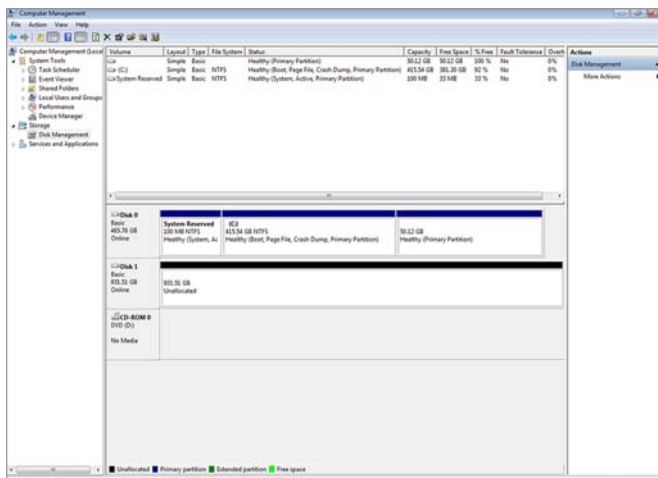 Computer Management
File Action View Help
Computer Management (Local
System Tools
Task Scheduler
Event Viewer
Shared Folders
Local Users and Groups
Performance
Device Manager
Storage
Disk Management
Services and Applications
Volume Layout Type File System Status Capacity Free Space % Free Fault Tolerance Overh
Simple Basic Healthy (Primary Partition) 50.12 GB 50.12 GB 100 % No 0%
(C:) Simple Basic NTFS Healthy (Boot, Page File, Crash Dump, Primary Partition) 415.54 GB 381.30 GB 92 % No 0%
System Reserved Simple Basic NTFS Healthy (System, Active, Primary Partition) 100 MB 33 MB 33 % No 0%
Actions
Disk Management
More Actions
Disk 0
Basic
465.76 GB
Online
System Reserved
100 MB NTFS
Healthy (System, Ac
(C:)
415.54 GB NTFS
Healthy (Boot, Page File, Crash Dump, Primary Partition)
50.12 GB
Healthy (Primary Partition)
Disk 1
Basic
931.51 GB
Online
931.51 GB
Unallocated
CD-ROM 0
DVD (D:)
No Media
Unallocated Primary partition Extended partition Free space